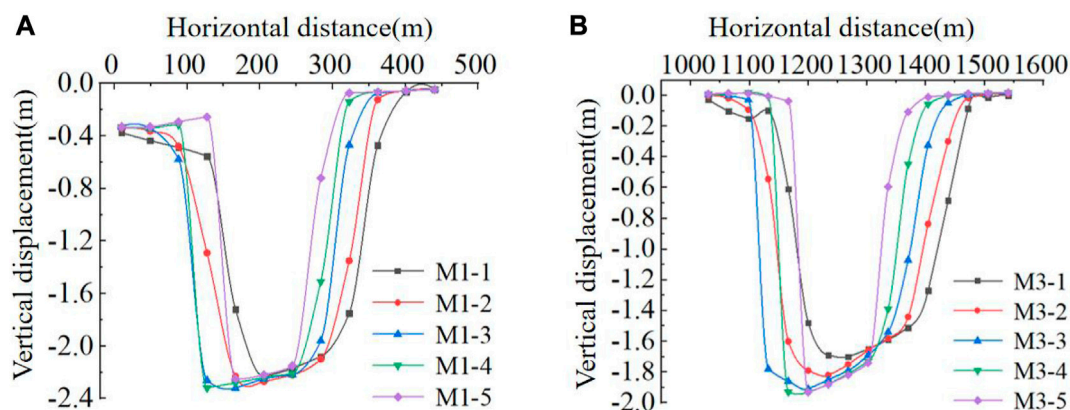 A
Horizontal distance(m)
0 100 200 300 400 500
Vertical displacement(m)
0.0
-0.4
-0.8
-1.2
-1.6
-2.0
-2.4
M1-1
M1-2
M1-3
M1-4
M1-5
B
Horizontal distance(m)
1000 1100 1200 1300 1400 1500 1600
Vertical displacement(m)
0.0
-0.2
-0.4
-0.6
-0.8
-1.0
-1.2
-1.4
-1.6
-1.8
-2.0
M3-1
M3-2
M3-3
M3-4
M3-5